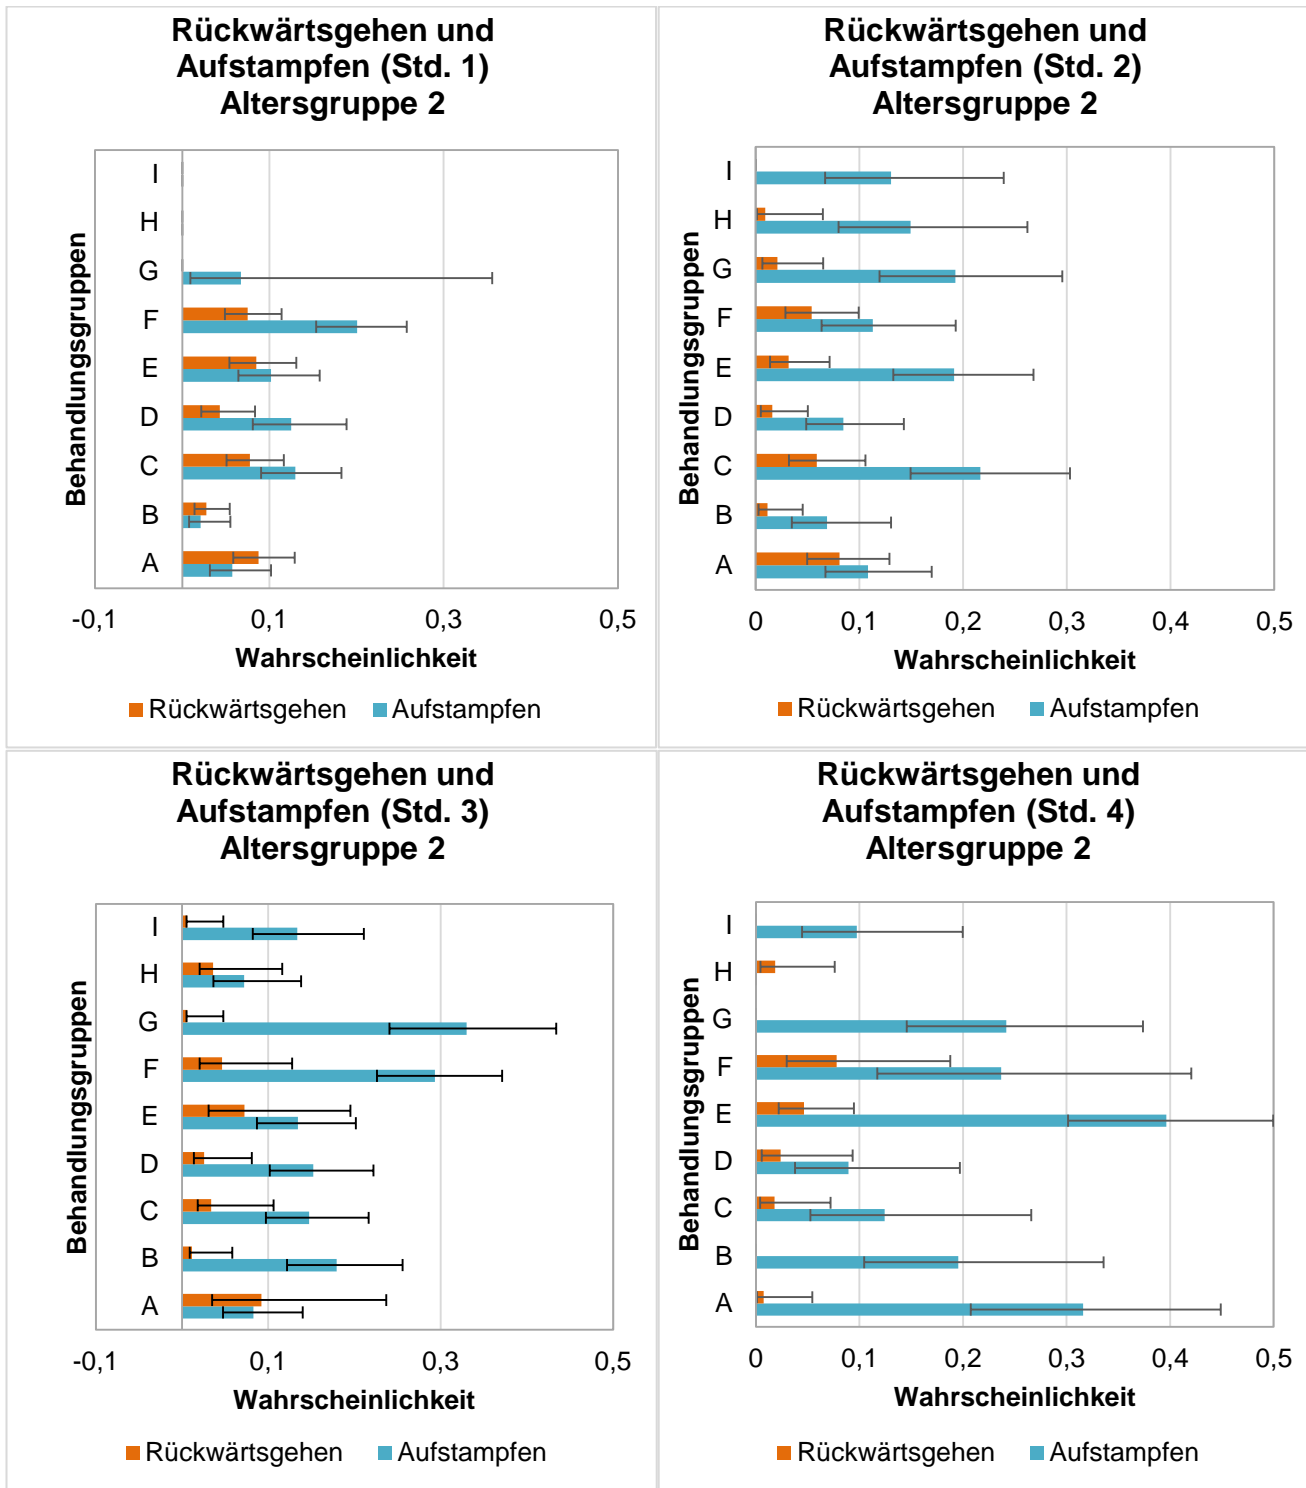 Rückwärtsgehen und
Aufstampfen (Std. 1)
Altersgruppe 2
Behandlungsgruppen
I
H
G
F
E
D
C
B
A
-0,1 0,1 0,3 0,5
Wahrscheinlichkeit
Rückwärtsgehen Aufstampfen
Rückwärtsgehen und
Aufstampfen (Std. 2)
Altersgruppe 2
Behandlungsgruppen
I
H
G
F
E
D
C
B
A
0 0,1 0,2 0,3 0,4 0,5
Wahrscheinlichkeit
Rückwärtsgehen Aufstampfen
Rückwärtsgehen und
Aufstampfen (Std. 3)
Altersgruppe 2
Behandlungsgruppen
I
H
G
F
E
D
C
B
A
-0,1 0,1 0,3 0,5
Wahrscheinlichkeit
Rückwärtsgehen Aufstampfen
Rückwärtsgehen und
Aufstampfen (Std. 4)
Altersgruppe 2
Behandlungsgruppen
I
H
G
F
E
D
C
B
A
0 0,1 0,2 0,3 0,4 0,5
Wahrscheinlichkeit
Rückwärtsgehen Aufstampfen